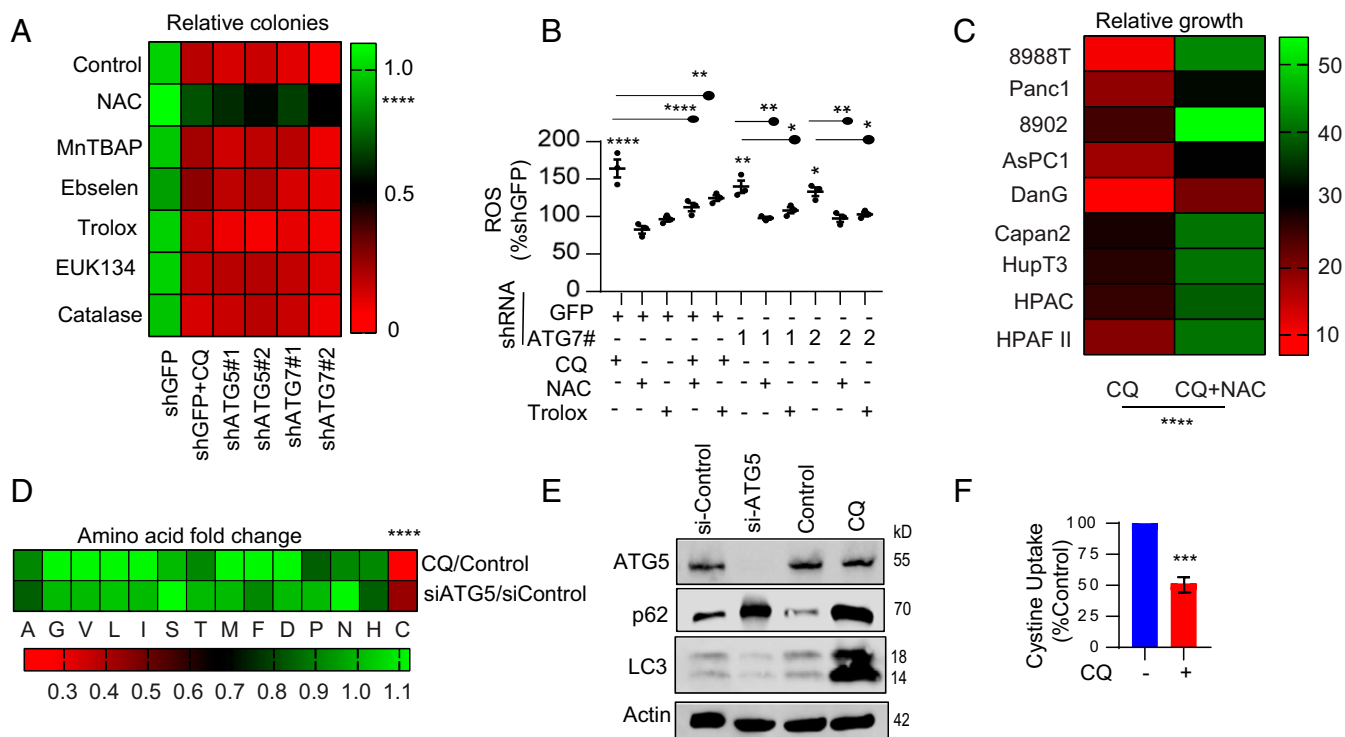 A
Relative colonies
Control
NAC
MnTBAP
Ebselen
Trolox
EUK134
Catalase
1.0
****
0.5
0
shGFP
shGFP+CQ
shATG5#1
shATG5#2
shATG7#1
shATG7#2
B
**
****
**
*
**
*
****
**
*
200
150
100
50
0
ROS
(%shGFP)
shRNA
GFP + + + + + - - - - - -
ATGT7# - - - - - 1 1 1 2 2 2
CQ + - - + + - - - - - -
NAC - + - + - - + - - + -
Trolox - - + - + - - + - - +
C
Relative growth
8988T
Panc1
8902
AsPC1
DanG
Capan2
HupT3
HPAC
HPAF II
50
40
30
20
10
CQ CQ+NAC
****
D
Amino acid fold change
****
CQ/Control
siATG5/siControl
A G V L I S T M F D P N H C
0.3 0.4 0.5 0.6 0.7 0.8 0.9 1.0 1.1
E
si-Control
si-ATG5
Control
CQ
kD
ATG5 55
p62 70
LC3 18
14
Actin 42
F
Cystine Uptake
(%Control)
100
75
50
25
0
***
CQ - +